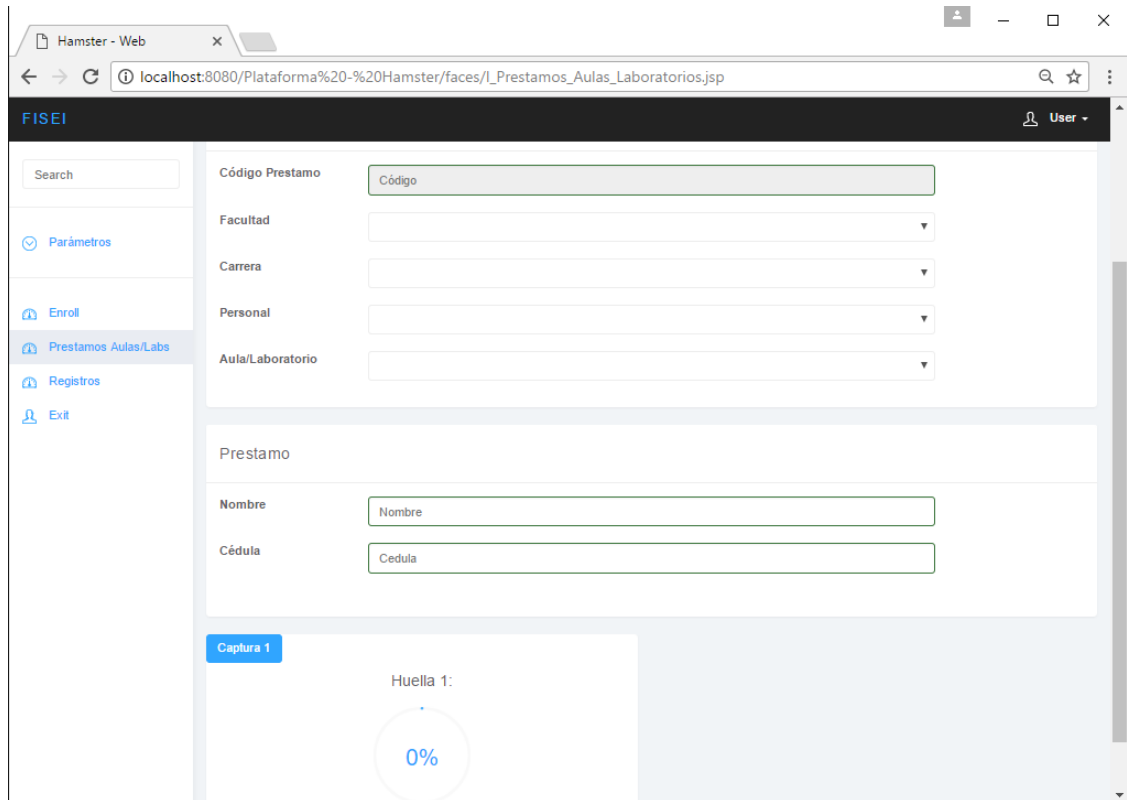 Hamster - Web
localhost:8080/Plataforma%20-%20Hamster/faces/I_Prestamos_Aulas_Laboratorios.jsp
FISEI
User
Search
Parámetros
Enroll
Prestamos Aulas/Labs
Registros
Exit
Código Prestamo
Código
Facultad
Carrera
Personal
Aula/Laboratorio
Prestamo
Nombre
Nombre
Cédula
Cedula
Captura 1
Huella 1:
0%